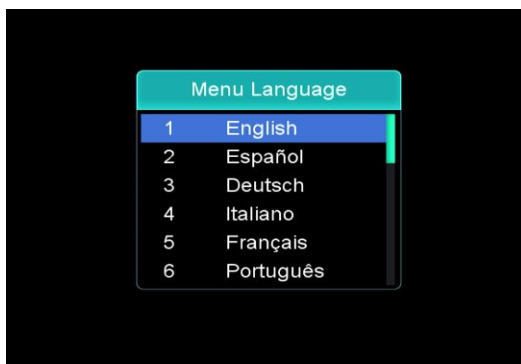 Menu Language
1 English
2 Español
3 Deutsch
4 Italiano
5 Français
6 Português